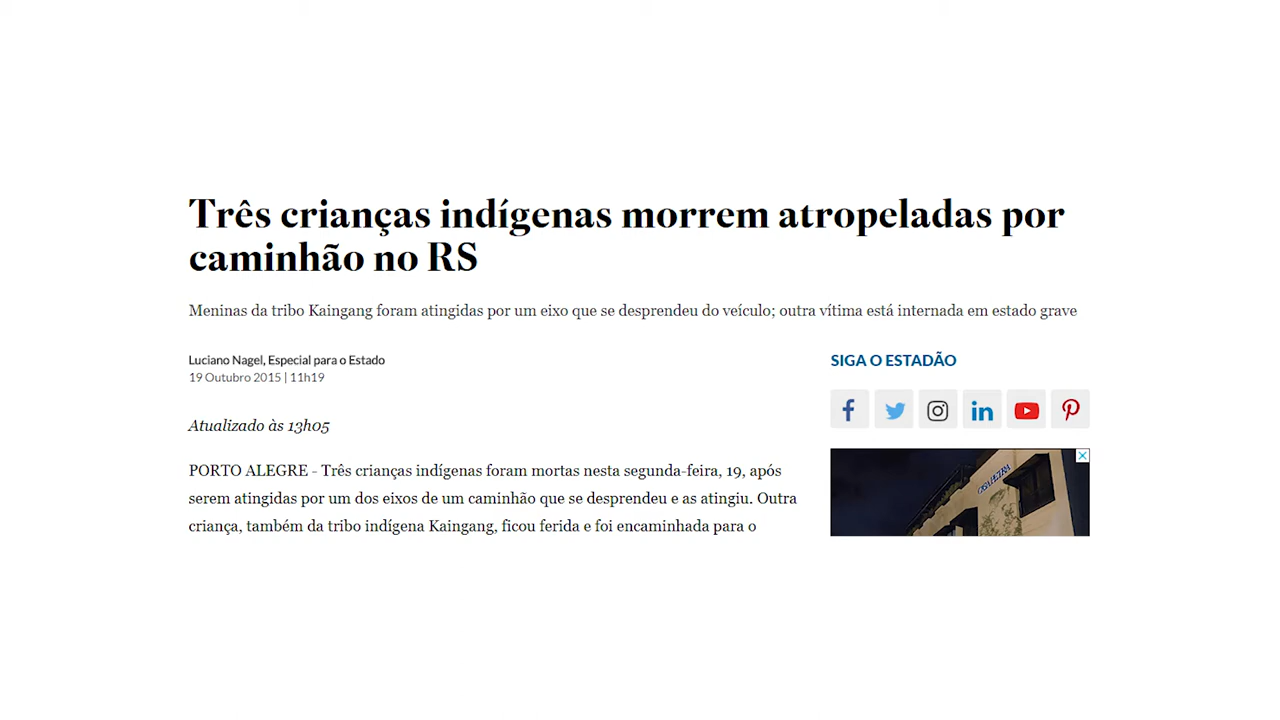 Três crianças indígenas morrem atropeladas por
caminhão no RS
Meninas da tribo Kaingang foram atingidas por um eixo que se desprendeu do veículo; outra vítima está internada em estado grave
Luciano Nagel, Especial para o Estado
19 Outubro 2015 | 11h19
SIGA O ESTADÃO
Atualizado às 13h05
PORTO ALEGRE - Três crianças indígenas foram mortas nesta segunda-feira, 19, após
serem atingidas por um dos eixos de um caminhão que se desprendeu e as atingiu. Outra
criança, também da tribo indígena Kaingang, ficou ferida e foi encaminhada para o